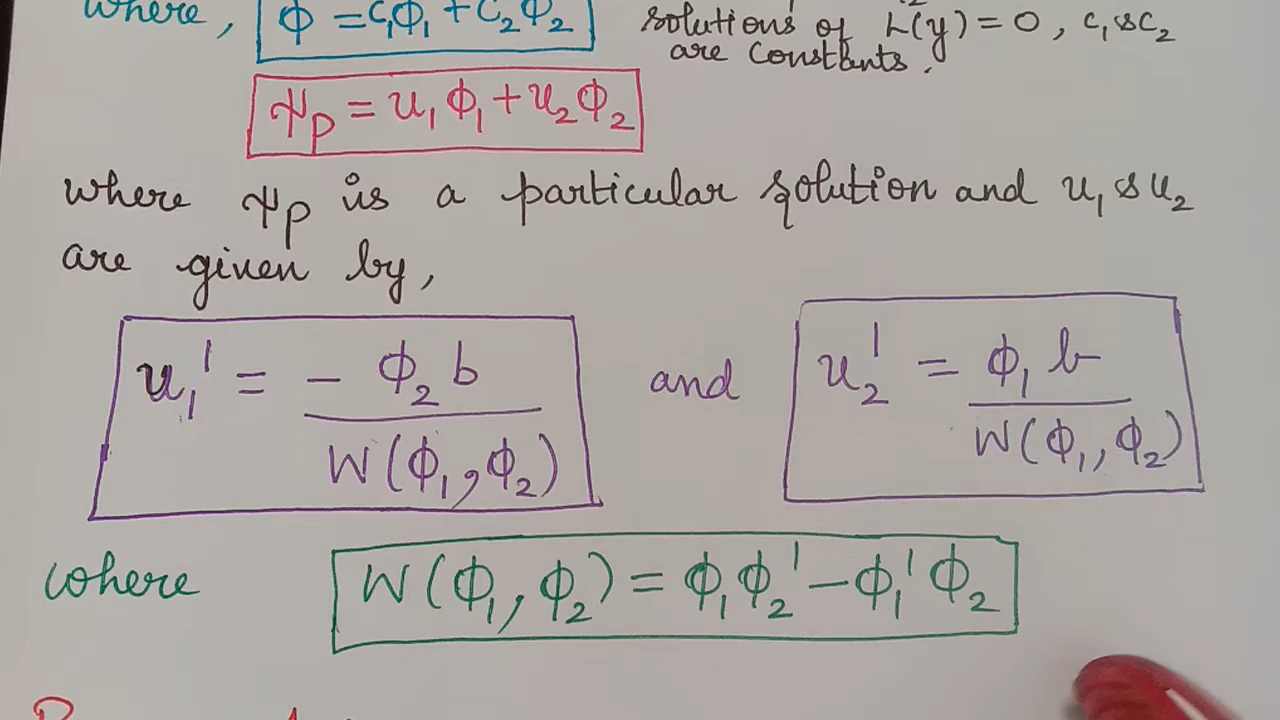 where, ϕ = c₁ϕ₁ + c₂ϕ₂ solutions of L(y) = 0, c₁ & c₂
are constants.
ψp = u₁ϕ₁ + u₂ϕ₂
where ψp is a particular solution and u₁ & u₂
are given by,
u₁' = - ϕ₂ b / W(ϕ₁, ϕ₂) and u₂' = ϕ₁ b / W(ϕ₁, ϕ₂)
where W(ϕ₁, ϕ₂) = ϕ₁ϕ₂' - ϕ₁'ϕ₂